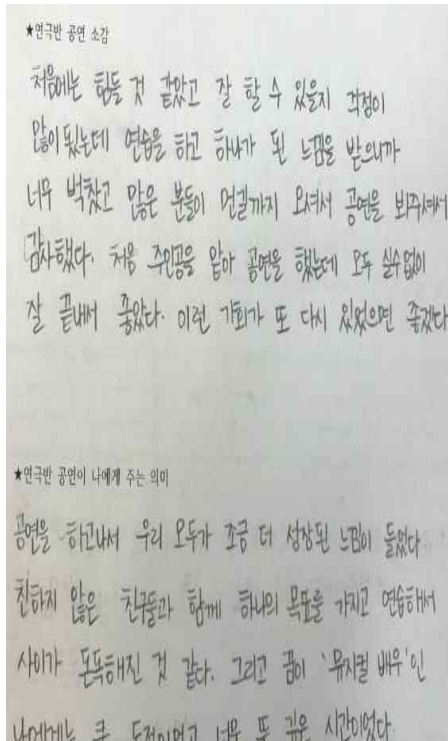 ★연극반 공연 소감
처음에는 힘들 것 같았고 잘 할 수 있을지 걱정이
많이 됬는데 연습을 하고 하나가 된 느낌을 받으니까
너무 벅찼고 많은 분들이 먼길까지 오셔서 공연을 봐주셔서
감사했다. 처음 주인공을 맡아 공연을 했는데 모두 실수없이
잘 끝내서 좋았다. 이런 기회가 또 다시 있었으면 좋겠다
★연극반 공연이 나에게 주는 의미
공연을 하고나서 우리 모두가 조금 더 성장된 느낌이 들었다
친하지 않은 친구들과 함께 하나의 목표를 가지고 연습해서
사이가 돈독해진 것 같다. 그리고 꿈이 '뮤지컬 배우'인
나에게는 큰 도전이었고 너무 뜻 깊은 시간이었다.